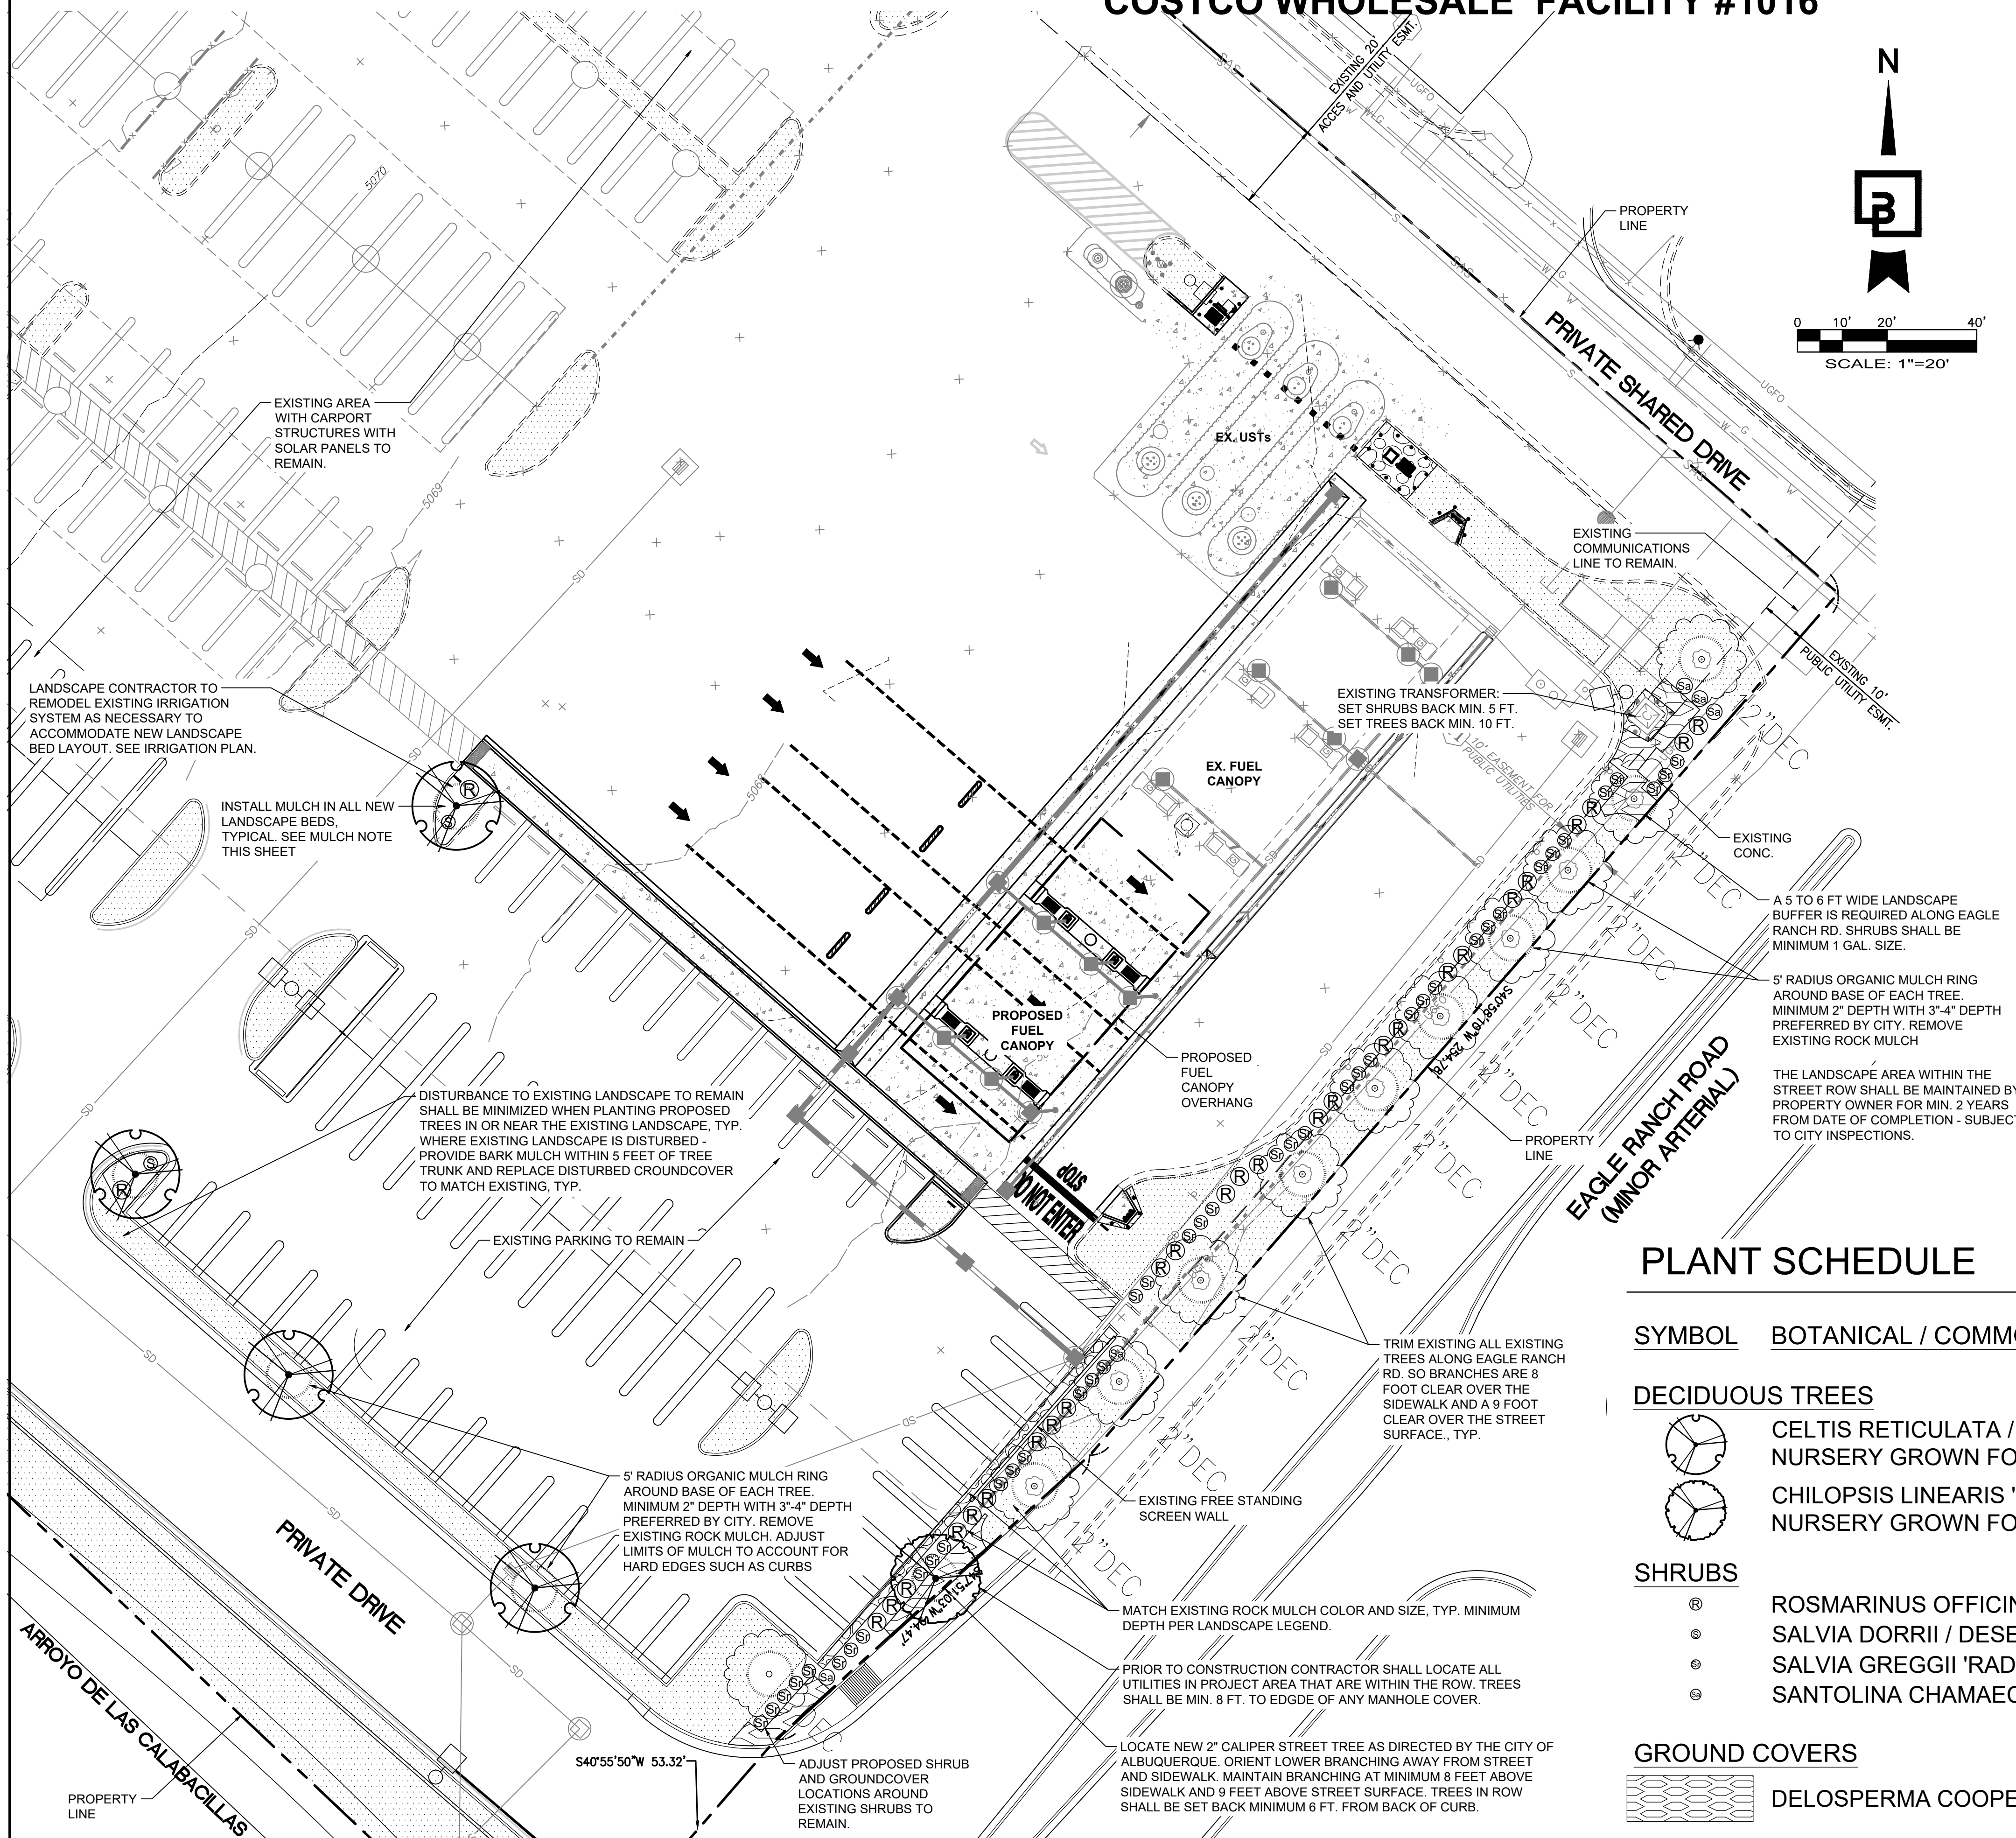 COSTCO WHOLESALE FACILITY #1016
N
0 10' 20' 40'
SCALE: 1"=20'
EXISTING 20'
ACCES AND UTILITY ESMT.
SAS
UGFO
W
G
S
PROPERTY
LINE
SAS
W
G
PRIVATE SHARED DRIVE
UGFO
SAS
5070
EXISTING AREA
WITH CARPORT
STRUCTURES WITH
SOLAR PANELS TO
REMAIN.
5069
EX. USTs
SD
EXISTING
COMMUNICATIONS
LINE TO REMAIN.
EXISTING 10'
PUBLIC UTILITY ESMT.
LANDSCAPE CONTRACTOR TO
REMODEL EXISTING IRRIGATION
SYSTEM AS NECESSARY TO
ACCOMMODATE NEW LANDSCAPE
BED LAYOUT. SEE IRRIGATION PLAN.
EXISTING TRANSFORMER:
SET SHRUBS BACK MIN. 5 FT.
SET TREES BACK MIN. 10 FT.
10' EASEMENT FOR
PUBLIC UTILITIES
EX. FUEL
CANOPY
5068
INSTALL MULCH IN ALL NEW
LANDSCAPE BEDS,
TYPICAL. SEE MULCH NOTE
THIS SHEET
EXISTING
CONC.
12" DEC
A 5 TO 6 FT WIDE LANDSCAPE
BUFFER IS REQUIRED ALONG EAGLE
RANCH RD. SHRUBS SHALL BE
MINIMUM 1 GAL. SIZE.
5' RADIUS ORGANIC MULCH RING
AROUND BASE OF EACH TREE.
MINIMUM 2" DEPTH WITH 3"-4" DEPTH
PREFERRED BY CITY. REMOVE
EXISTING ROCK MULCH
THE LANDSCAPE AREA WITHIN THE
STREET ROW SHALL BE MAINTAINED BY
PROPERTY OWNER FOR MIN. 2 YEARS
FROM DATE OF COMPLETION - SUBJECT
TO CITY INSPECTIONS.
PROPOSED
FUEL
CANOPY
PROPOSED
FUEL
CANOPY
OVERHANG
S40°58'10"W 254.78'
PROPERTY
LINE
EAGLE RANCH ROAD
(MINOR ARTERIAL)
DISTURBANCE TO EXISTING LANDSCAPE TO REMAIN
SHALL BE MINIMIZED WHEN PLANTING PROPOSED
TREES IN OR NEAR THE EXISTING LANDSCAPE, TYP.
WHERE EXISTING LANDSCAPE IS DISTURBED -
PROVIDE BARK MULCH WITHIN 5 FEET OF TREE
TRUNK AND REPLACE DISTURBED CROUNDCOVER
TO MATCH EXISTING, TYP.
STOP
DO NOT ENTER
EXISTING PARKING TO REMAIN
TRIM EXISTING ALL EXISTING
TREES ALONG EAGLE RANCH
RD. SO BRANCHES ARE 8
FOOT CLEAR OVER THE
SIDEWALK AND A 9 FOOT
CLEAR OVER THE STREET
SURFACE., TYP.
5' RADIUS ORGANIC MULCH RING
AROUND BASE OF EACH TREE.
MINIMUM 2" DEPTH WITH 3"-4" DEPTH
PREFERRED BY CITY. REMOVE
EXISTING ROCK MULCH. ADJUST
LIMITS OF MULCH TO ACCOUNT FOR
HARD EDGES SUCH AS CURBS
EXISTING FREE STANDING
SCREEN WALL
PRIVATE DRIVE
MATCH EXISTING ROCK MULCH COLOR AND SIZE, TYP. MINIMUM
DEPTH PER LANDSCAPE LEGEND.
PRIOR TO CONSTRUCTION CONTRACTOR SHALL LOCATE ALL
UTILITIES IN PROJECT AREA THAT ARE WITHIN THE ROW. TREES
SHALL BE MIN. 8 FT. TO EDGDE OF ANY MANHOLE COVER.
LOCATE NEW 2" CALIPER STREET TREE AS DIRECTED BY THE CITY OF
ALBUQUERQUE. ORIENT LOWER BRANCHING AWAY FROM STREET
AND SIDEWALK. MAINTAIN BRANCHING AT MINIMUM 8 FEET ABOVE
SIDEWALK AND 9 FEET ABOVE STREET SURFACE. TREES IN ROW
SHALL BE SET BACK MINIMUM 6 FT. FROM BACK OF CURB.
ARROYO DE LAS CALABACILLAS
S40°55'50"W 53.32'
ADJUST PROPOSED SHRUB
AND GROUNDCOVER
LOCATIONS AROUND
EXISTING SHRUBS TO
REMAIN.
PROPERTY
LINE
PLANT SCHEDULE
SYMBOL BOTANICAL / COMMO
DECIDUOUS TREES
CELTIS RETICULATA /
NURSERY GROWN FO
CHILOPSIS LINEARIS '
NURSERY GROWN FO
SHRUBS
R ROSMARINUS OFFICIN
S SALVIA DORRII / DESE
Sr SALVIA GREGGII 'RAD
Sa SANTOLINA CHAMAEC
GROUND COVERS
DELOSPERMA COOPE